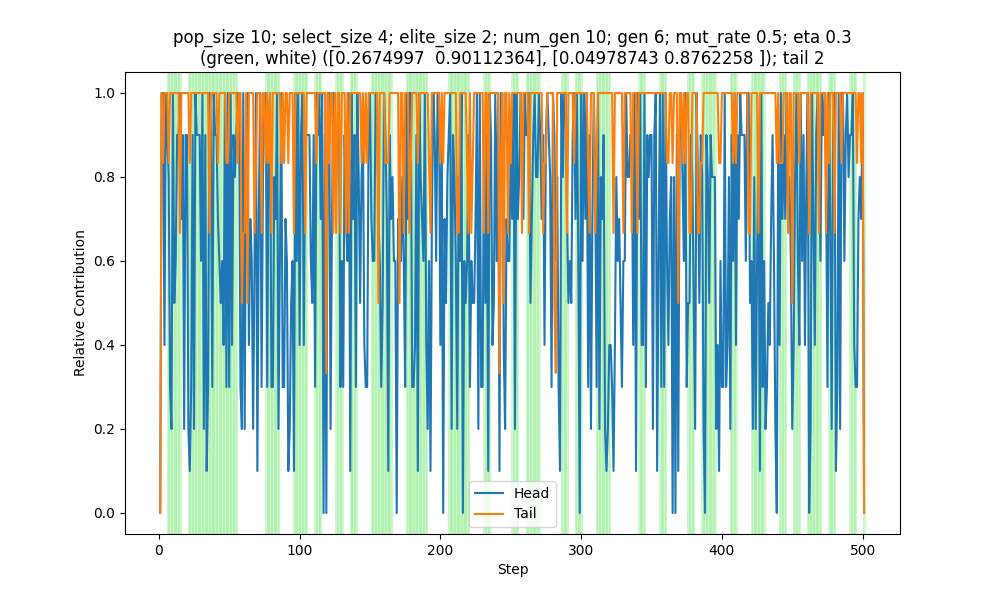 pop_size 10; select_size 4; elite_size 2; num_gen 10; gen 6; mut_rate 0.5; eta 0.3
(green, white) ([0.2674997  0.90112364], [0.04978743 0.8762258 ]); tail 2
1.0
0.8
0.6
0.4
0.2
0.0
Relative Contribution
Head
Tail
0
100
200
300
400
500
Step